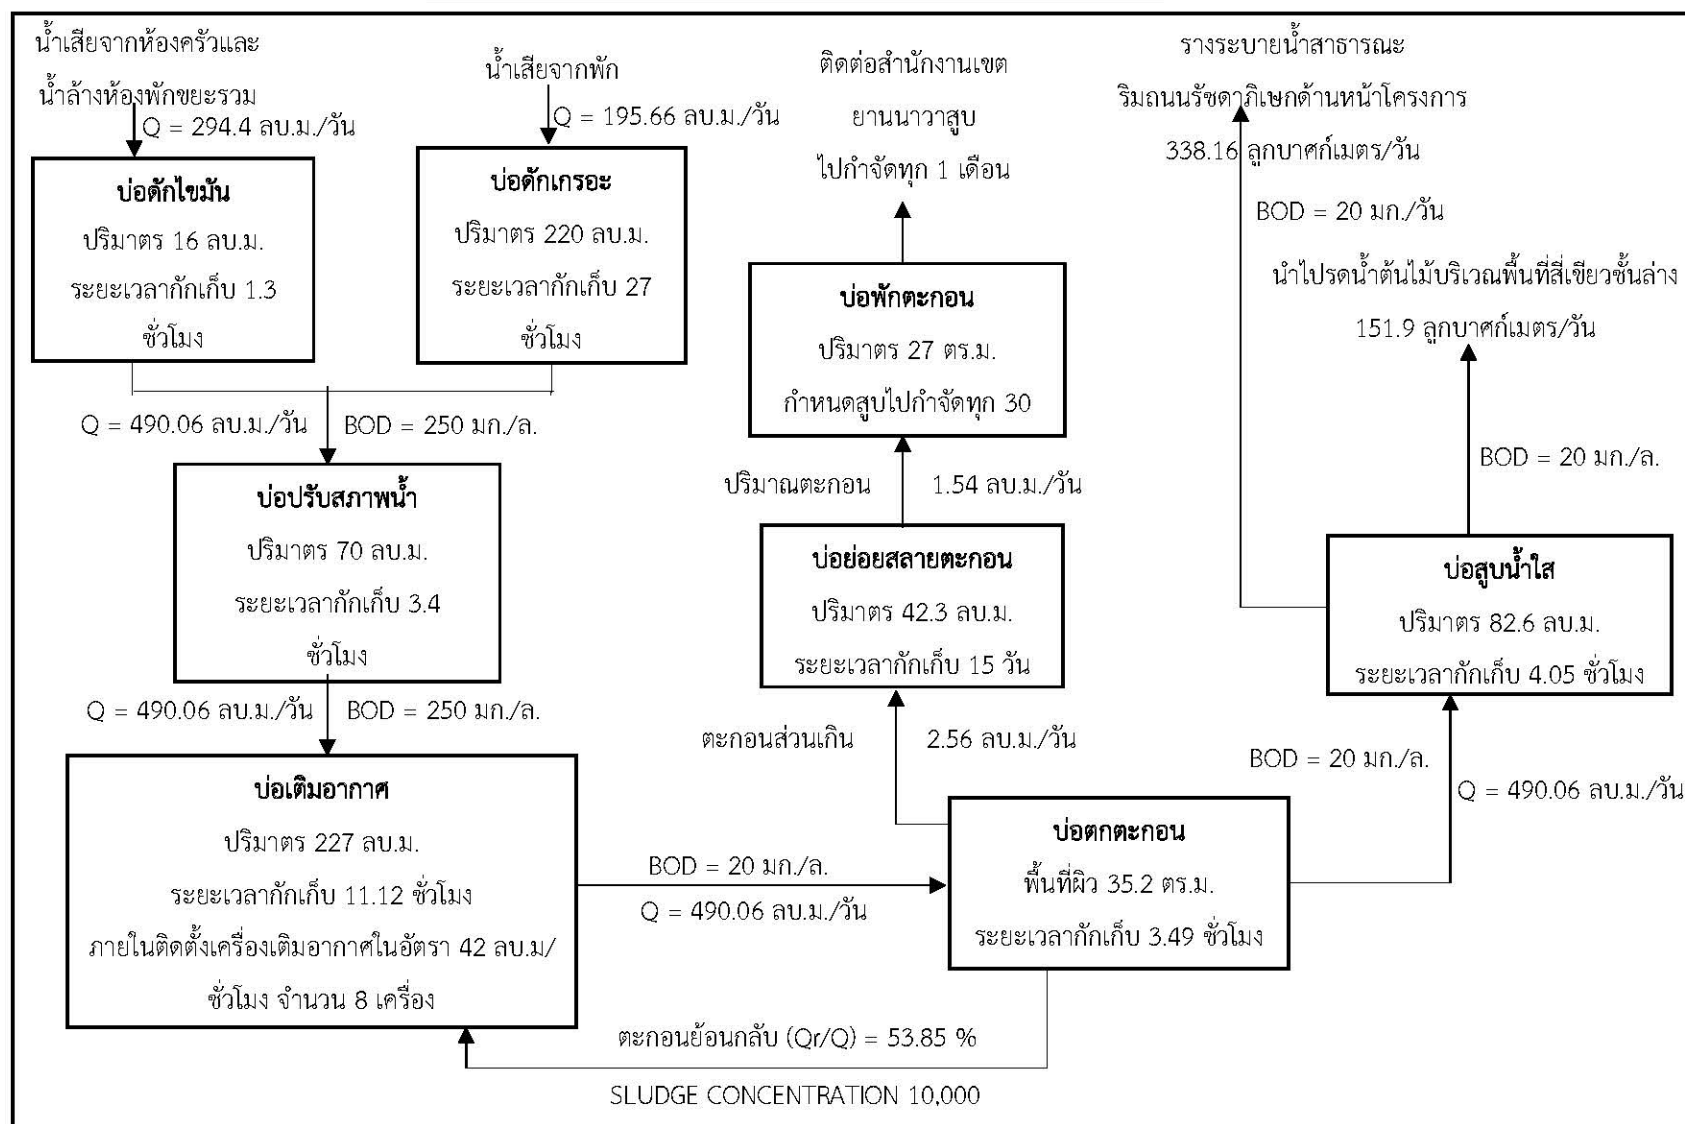 น้ำเสียจากห้องครัวและ
น้ำล้างห้องพักขยะรวม
Q = 294.4 ลบ.ม./วัน
บ่อดักไขมัน
ปริมาตร 16 ลบ.ม.
ระยะเวลากักเก็บ 1.3
ชั่วโมง
น้ำเสียจากพัก
Q = 195.66 ลบ.ม./วัน
บ่อดักเกรอะ
ปริมาตร 220 ลบ.ม.
ระยะเวลากักเก็บ 27
ชั่วโมง
Q = 490.06 ลบ.ม./วัน BOD = 250 มก./ล.
บ่อปรับสภาพน้ำ
ปริมาตร 70 ลบ.ม.
ระยะเวลากักเก็บ 3.4
ชั่วโมง
Q = 490.06 ลบ.ม./วัน BOD = 250 มก./ล.
บ่อเติมอากาศ
ปริมาตร 227 ลบ.ม.
ระยะเวลากักเก็บ 11.12 ชั่วโมง
ภายในติดตั้งเครื่องเติมอากาศในอัตรา 42 ลบ.ม/
ชั่วโมง จำนวน 8 เครื่อง
BOD = 20 มก./ล.
Q = 490.06 ลบ.ม./วัน
บ่อตกตะกอน
พื้นที่ผิว 35.2 ตร.ม.
ระยะเวลากักเก็บ 3.49 ชั่วโมง
ตะกอนย้อนกลับ (Qr/Q) = 53.85 %
SLUDGE CONCENTRATION 10,000
ตะกอนส่วนเกิน 2.56 ลบ.ม./วัน
บ่อย่อยสลายตะกอน
ปริมาตร 42.3 ลบ.ม.
ระยะเวลากักเก็บ 15 วัน
ปริมาณตะกอน 1.54 ลบ.ม./วัน
บ่อพักตะกอน
ปริมาตร 27 ตร.ม.
กำหนดสูบไปกำจัดทุก 30
ติดต่อสำนักงานเขต
ยานนาวาสูบ
ไปกำจัดทุก 1 เดือน
BOD = 20 มก./ล.
Q = 490.06 ลบ.ม./วัน
บ่อสูบน้ำใส
ปริมาตร 82.6 ลบ.ม.
ระยะเวลากักเก็บ 4.05 ชั่วโมง
BOD = 20 มก./ล.
นำไปรดน้ำต้นไม้บริเวณพื้นที่สี่เขียวชั้นล่าง
151.9 ลูกบาศก์เมตร/วัน
รางระบายน้ำสาธารณะ
ริมถนนรัชดาภิเษกด้านหน้าโครงการ
338.16 ลูกบาศก์เมตร/วัน
BOD = 20 มก./วัน